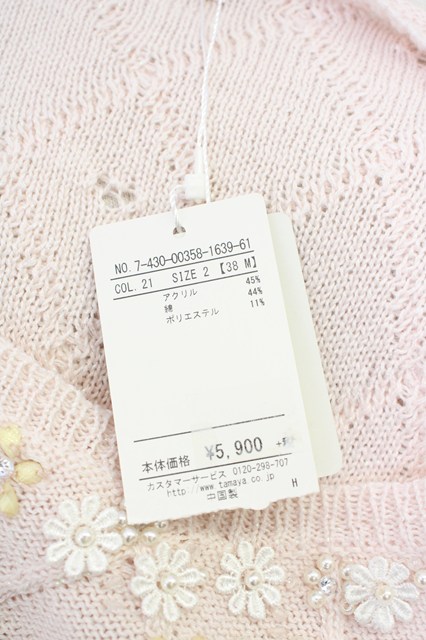 NO. 7-430-00358-1639-61
COL. 21 SIZE 2 【38 M】
アクリル 45%
綿 44%
ポリエステル 11%
本体価格 ¥5,900
カスタマーサービス 0120-298-707
http://www.tamaya.co.jp
中国製 H